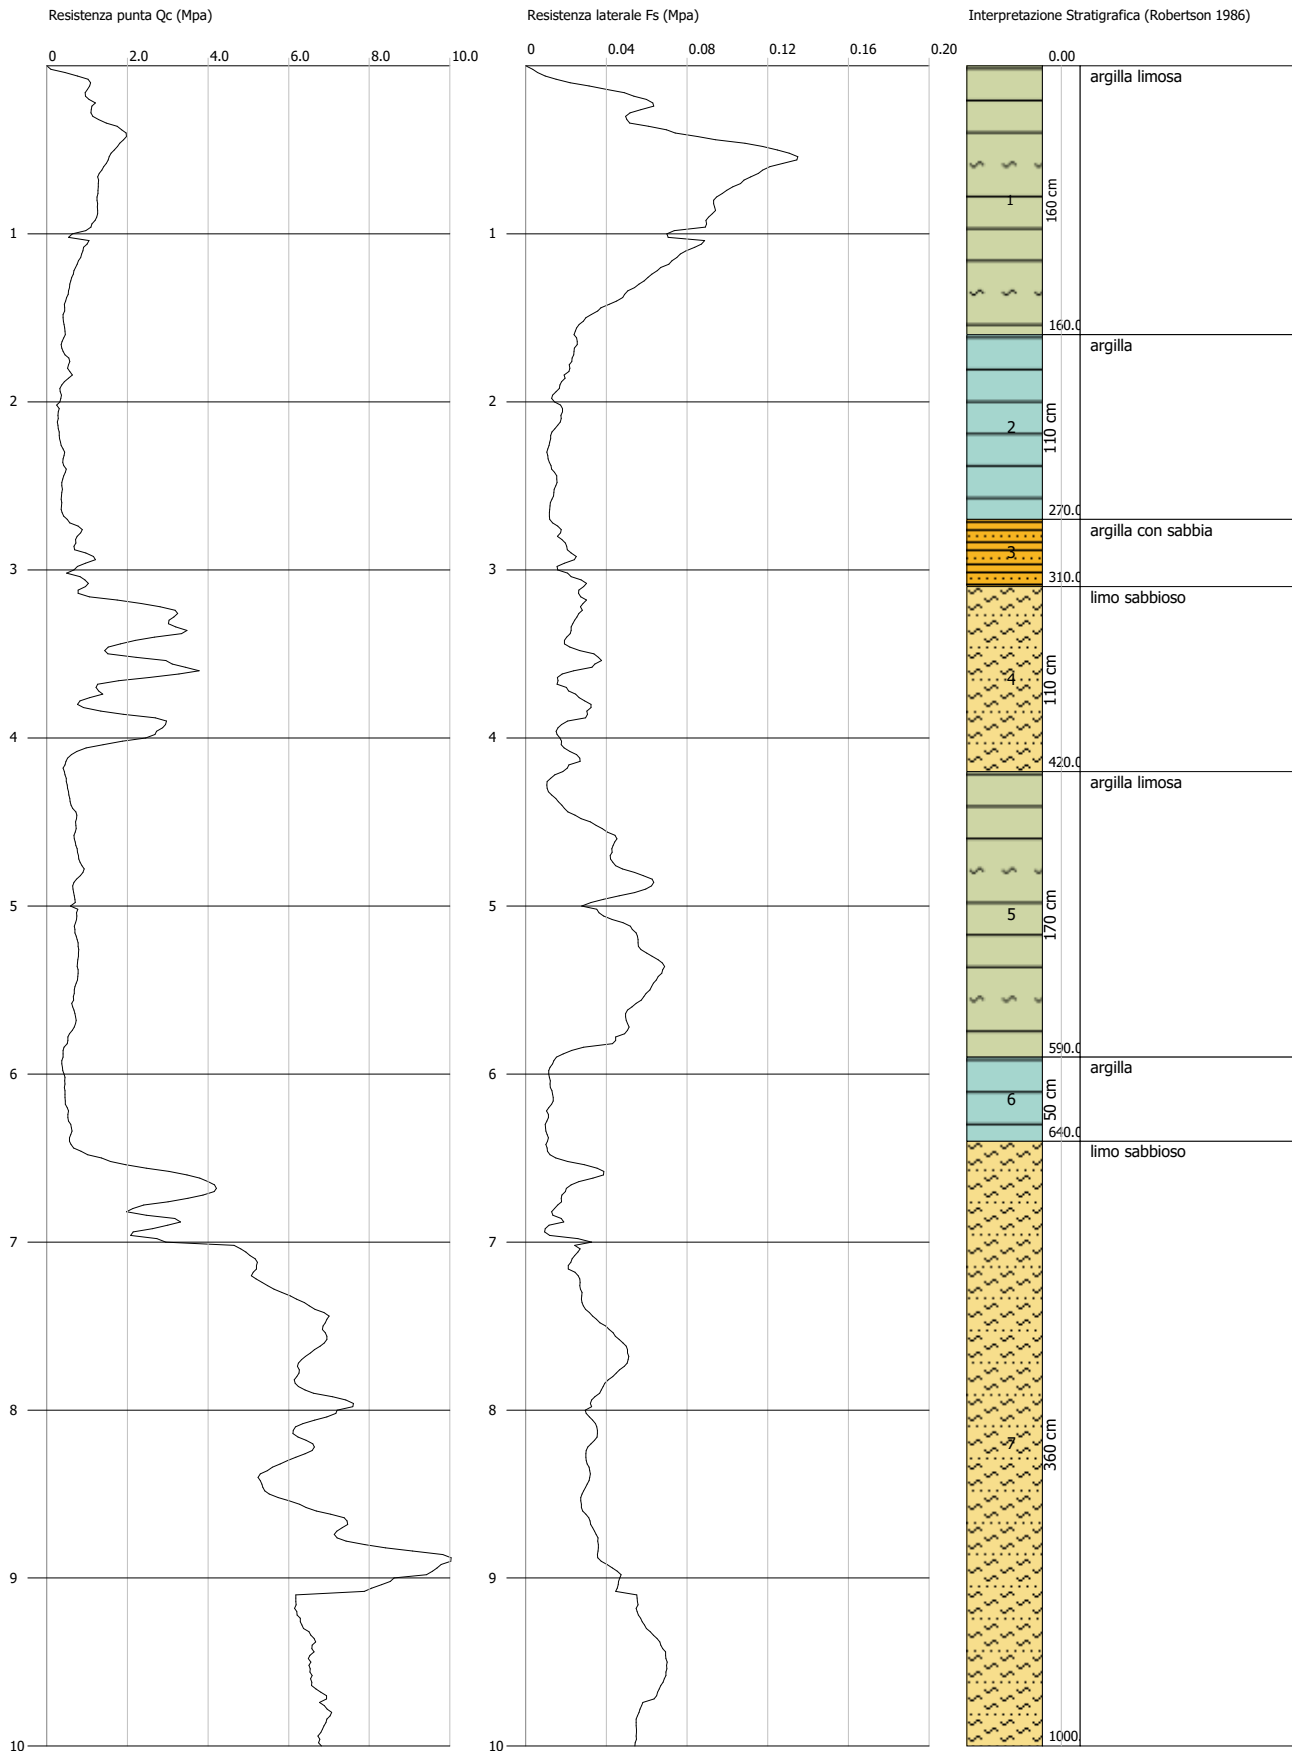 Resistenza punta Qc (Mpa)
Resistenza laterale Fs (Mpa)
Interpretazione Stratigrafica (Robertson 1986)
0 2.0 4.0 6.0 8.0 10.0
0 0.04 0.08 0.12 0.16 0.20
0.00
argilla limosa
1
160 cm
1 1
160.0
argilla
2 2
2
110 cm
270.0
argilla con sabbia
3
3 3
310.0
limo sabbioso
4
110 cm
4 4
420.0
argilla limosa
5 5
5
170 cm
590.0
argilla
6 6
6
50 cm
640.0
limo sabbioso
7 7
8 8
7
360 cm
9 9
1000.
10 10